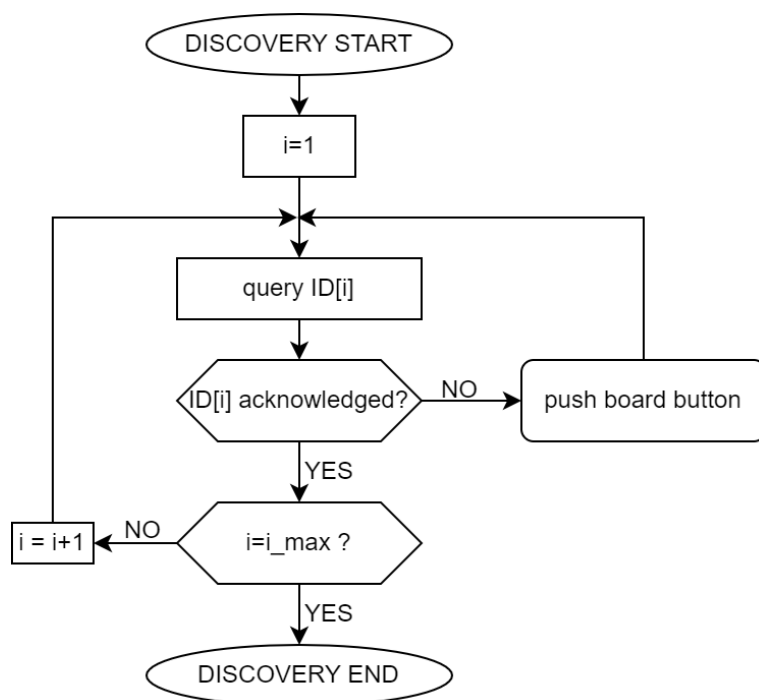 DISCOVERY START
i=1
query ID[i]
ID[i] acknowledged?
NO
push board button
YES
i = i+1
NO
i=i_max ?
YES
DISCOVERY END